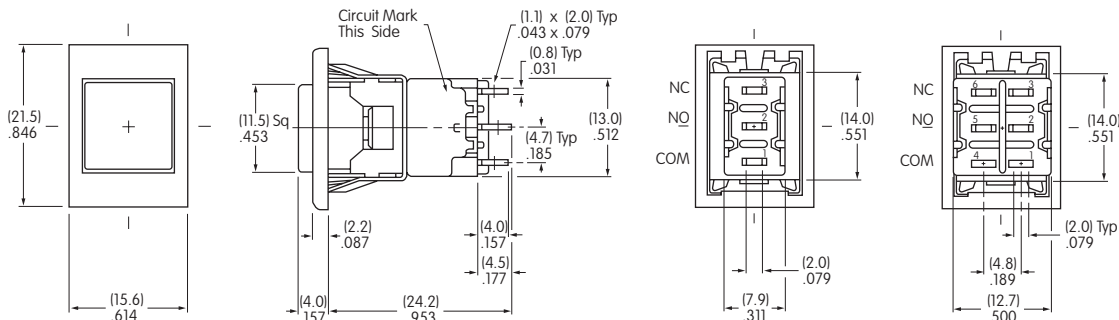 (21.5)
.846
(15.6)
.614
(11.5) Sq
.453
Circuit Mark
This Side
(1.1) x (2.0) Typ
.043 x .079
(0.8) Typ
.031
(13.0)
.512
(4.7) Typ
.185
(2.2)
.087
(4.0)
.157
(4.5)
.177
(4.0)
.157
(24.2)
.953
NC
NO
COM
3
2
1
(14.0)
.551
(2.0)
.079
(7.9)
.311
NC
NO
COM
6
3
5
2
4
1
(14.0)
.551
(2.0) Typ
.079
(4.8)
.189
(12.7)
.500